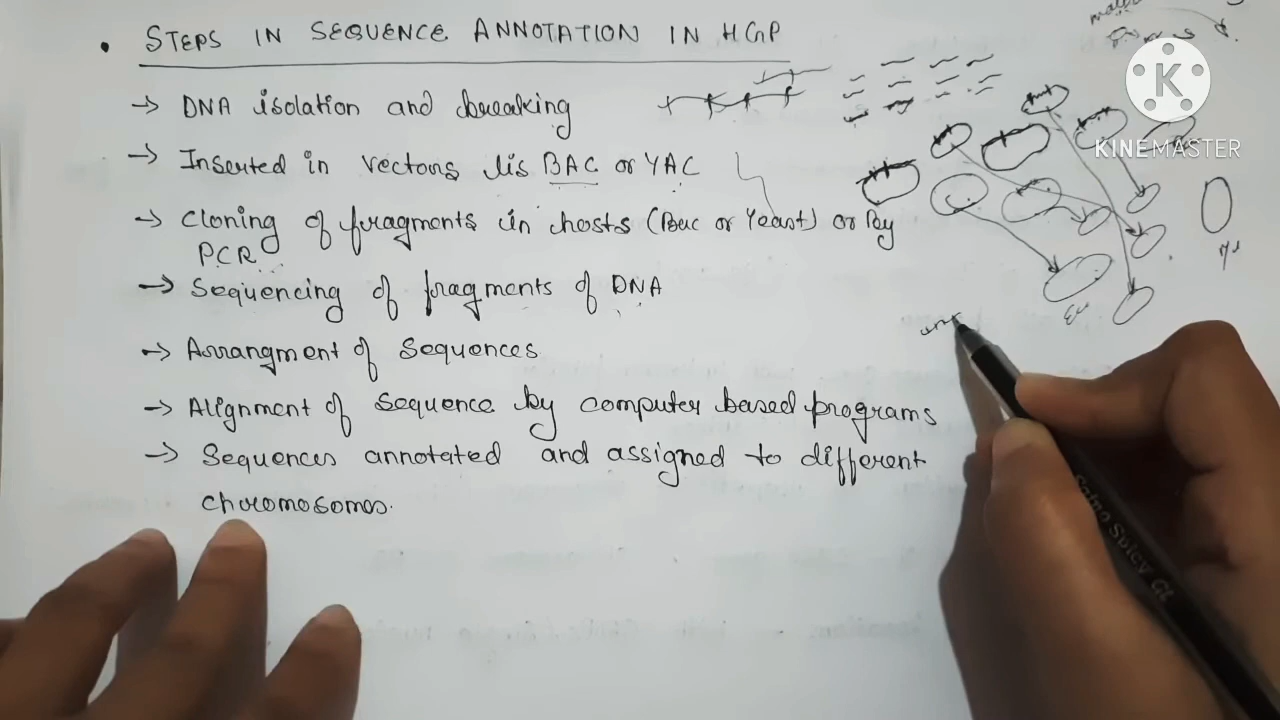 STEPS IN SEQUENCE ANNOTATION IN HGP
→ DNA isolation and breaking
→ Inserted in vectors lis BAC or YAC
→ Cloning of fragments in hosts (Bac or Yeast) or By
PCR
→ Sequencing of fragments of DNA
→ Arrangment of Sequences
→ Alignment of Sequence by computer based programs
→ Sequences annotated and assigned to different
chromosomes.
K
KINEMASTER